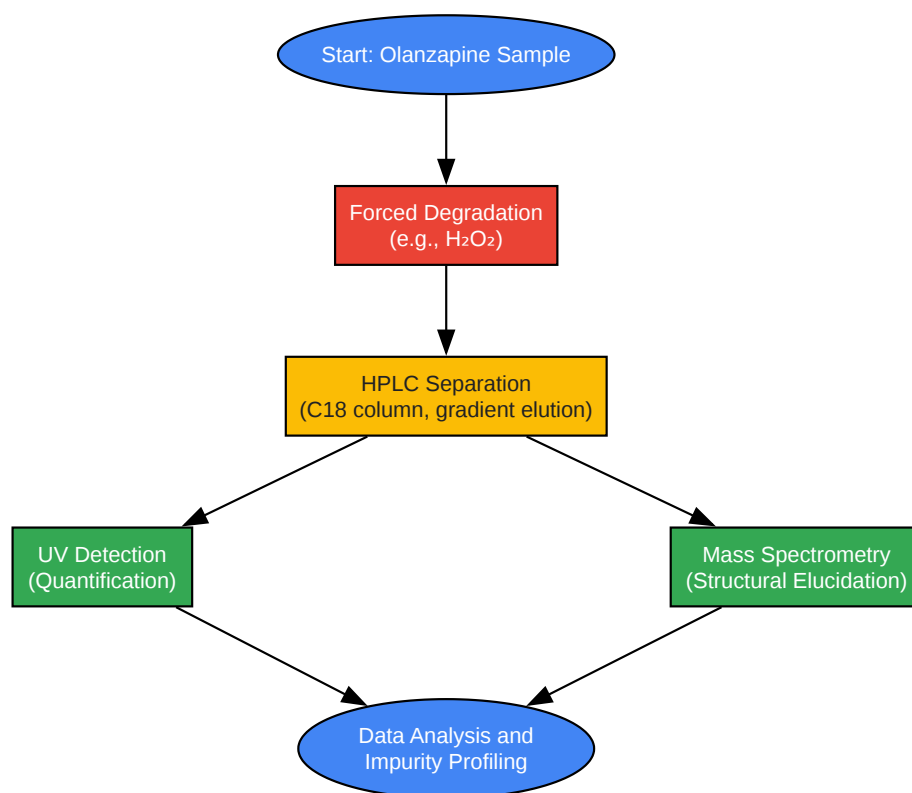 Start: Olanzapine Sample
Forced Degradation
(e.g., H₂O₂)
HPLC Separation
(C18 column, gradient elution)
UV Detection
(Quantification)
Mass Spectrometry
(Structural Elucidation)
Data Analysis and
Impurity Profiling